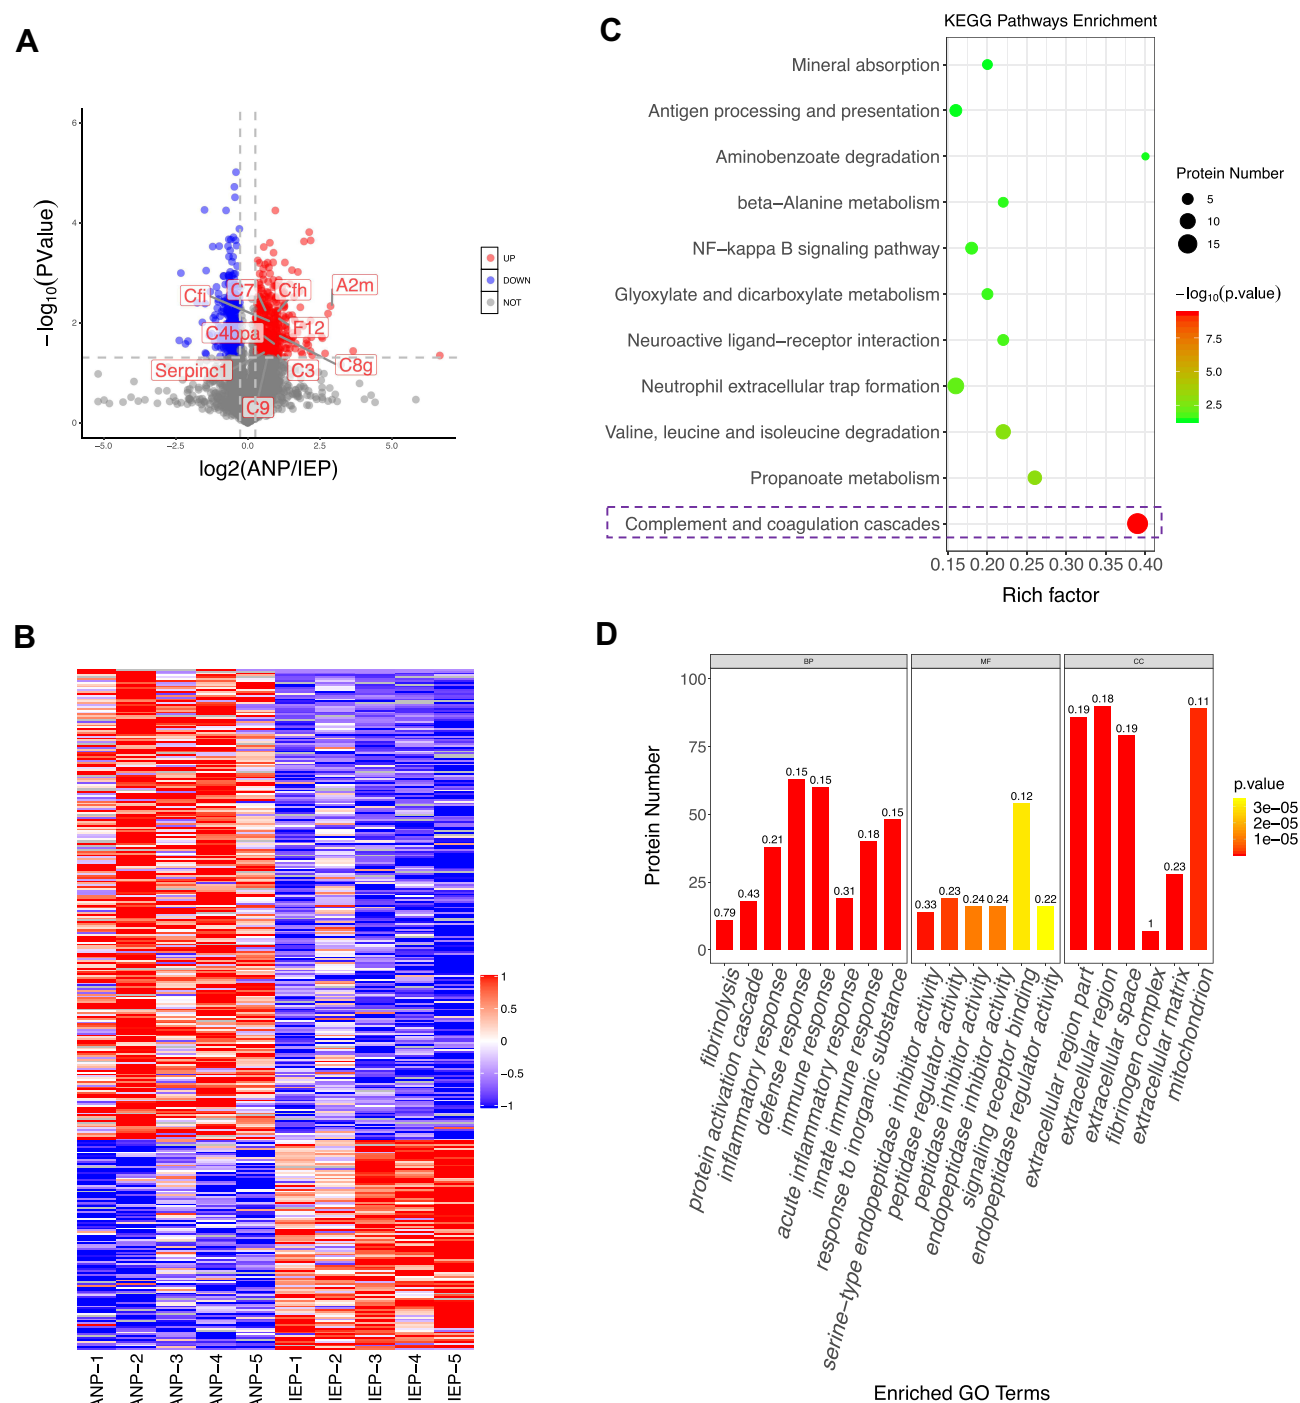 A
6
4
2
0
−5.0
−2.5
0.0
2.5
5.0
−log10(PValue)
log2(ANP/IEP)
Cfi
C7
Cfh
A2m
F12
C4bpa
Serpinc1
C3
C8g
C9
UP
DOWN
NOT
C
KEGG Pathways Enrichment
Mineral absorption
Antigen processing and presentation
Aminobenzoate degradation
beta−Alanine metabolism
NF−kappa B signaling pathway
Glyoxylate and dicarboxylate metabolism
Neuroactive ligand−receptor interaction
Neutrophil extracellular trap formation
Valine, leucine and isoleucine degradation
Propanoate metabolism
Complement and coagulation cascades
0.15 0.20 0.25 0.30 0.35 0.40
Rich factor
Protein Number
5
10
15
−log10(p.value)
7.5
5.0
2.5
B
1
0.5
0
−0.5
−1
ANP−1
ANP−2
ANP−3
ANP−4
ANP−5
IEP−1
IEP−2
IEP−3
IEP−4
IEP−5
D
BP
MF
CC
100
75
50
25
0
Protein Number
0.79
0.43
0.21
0.15
0.15
0.31
0.18
0.15
0.33
0.23
0.24
0.24
0.12
0.22
0.19
0.18
0.19
1
0.23
0.11
fibrinolysis
protein activation cascade
inflammatory response
defense response
immune response
acute inflammatory response
innate immune response
response to inorganic substance
serine−type endopeptidase inhibitor activity
peptidase regulator activity
peptidase inhibitor activity
endopeptidase inhibitor activity
signaling receptor binding
endopeptidase regulator activity
extracellular region part
extracellular region
extracellular space
fibrinogen complex
extracellular matrix
mitochondrion
Enriched GO Terms
p.value
3e−05
2e−05
1e−05